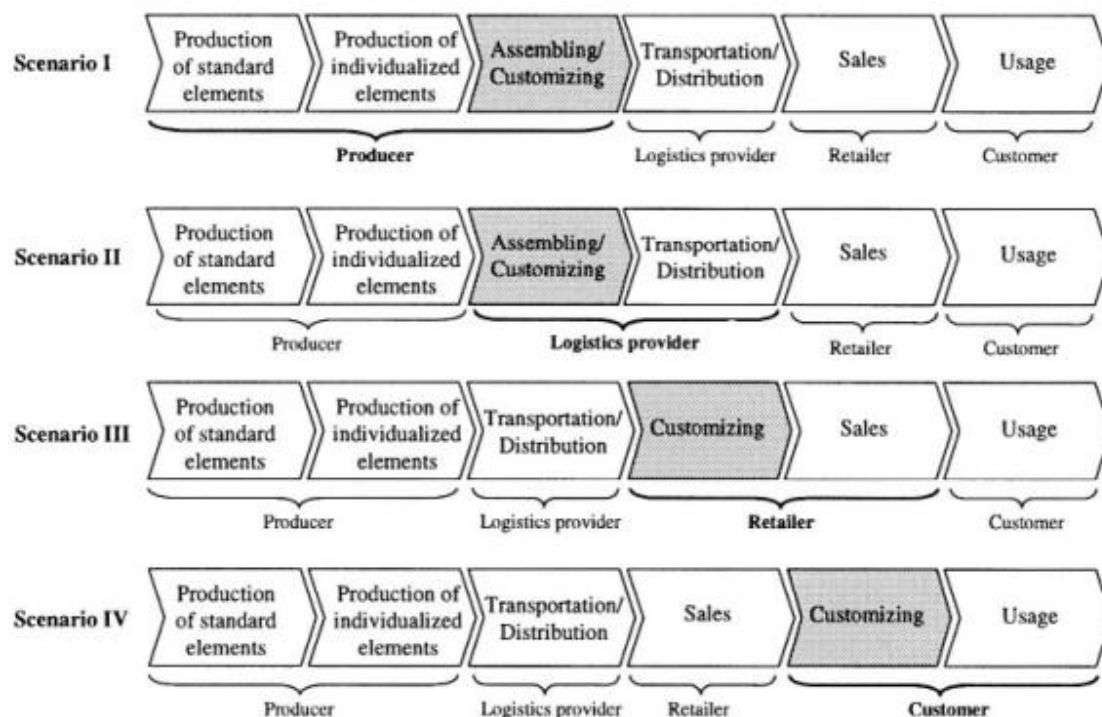 Scenario I
Production
of standard
elements
Production of
individualized
elements
Assembling/
Customizing
Transportation/
Distribution
Sales
Usage
Producer
Logistics provider
Retailer
Customer
Scenario II
Production
of standard
elements
Production of
individualized
elements
Assembling/
Customizing
Transportation/
Distribution
Sales
Usage
Producer
Logistics provider
Retailer
Customer
Scenario III
Production
of standard
elements
Production of
individualized
elements
Transportation/
Distribution
Customizing
Sales
Usage
Producer
Logistics provider
Retailer
Customer
Scenario IV
Production
of standard
elements
Production of
individualized
elements
Transportation/
Distribution
Sales
Customizing
Usage
Producer
Logistics provider
Retailer
Customer